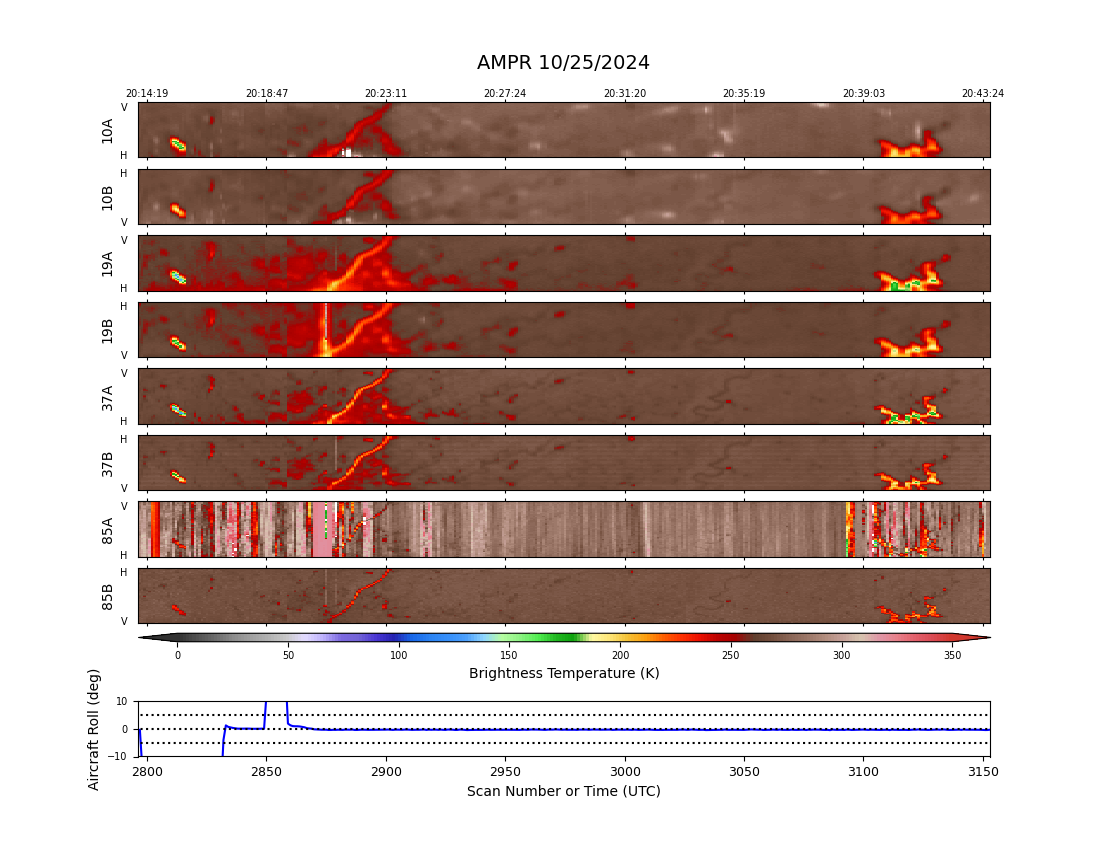 AMPR 10/25/2024
20:14:19 20:18:47 20:23:11 20:27:24 20:31:20 20:35:19 20:39:03 20:43:24
V
10A
H
H
10B
V
V
19A
H
H
19B
V
V
37A
H
H
37B
V
V
85A
H
H
85B
V
0 50 100 150 200 250 300 350
Brightness Temperature (K)
Aircraft Roll (deg)
10
0
−10
2800 2850 2900 2950 3000 3050 3100 3150
Scan Number or Time (UTC)